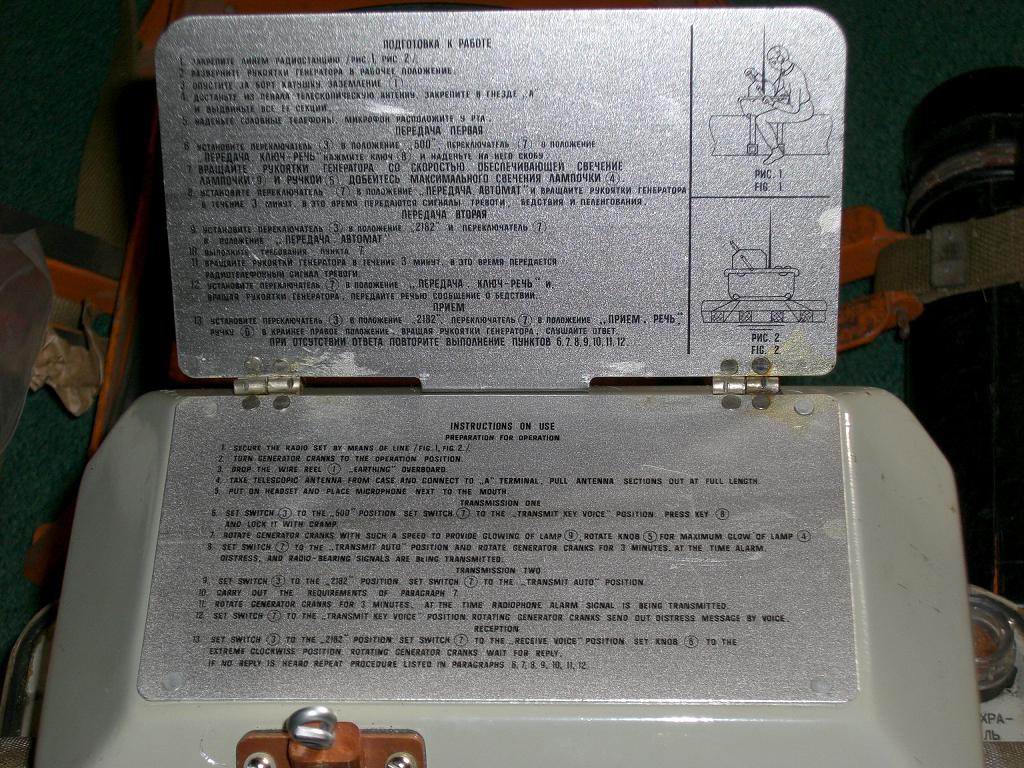 ПОДГОТОВКА К РАБОТЕ
1. ЗАКРЕПИТЕ ЛИНЕМ РАДИОСТАНЦИЮ /РИС. 1, РИС. 2/.
2. РАЗВЕРНИТЕ РУКОЯТКИ ГЕНЕРАТОРА В РАБОЧЕЕ ПОЛОЖЕНИЕ.
3. ОПУСТИТЕ ЗА БОРТ КАТУШКУ „ЗАЗЕМЛЕНИЕ" (1)
4. ДОСТАНЬТЕ ИЗ ПЕНАЛА ТЕЛЕСКОПИЧЕСКУЮ АНТЕННУ, ЗАКРЕПИТЕ В ГНЕЗДЕ „А"
И ВЫДВИНЬТЕ ВСЕ ЕЕ СЕКЦИИ.
5. НАДЕНЬТЕ ГОЛОВНЫЕ ТЕЛЕФОНЫ, МИКРОФОН РАСПОЛОЖИТЕ У РТА.
ПЕРЕДАЧА ПЕРВАЯ
6. УСТАНОВИТЕ ПЕРЕКЛЮЧАТЕЛЬ (3) В ПОЛОЖЕНИЕ „500", ПЕРЕКЛЮЧАТЕЛЬ (7) В ПОЛОЖЕНИЕ
„ПЕРЕДАЧА КЛЮЧ-РЕЧЬ" НАЖМИТЕ КЛЮЧ (8) И НАДЕНЬТЕ НА НЕГО СКОБУ.
7. ВРАЩАЙТЕ РУКОЯТКИ ГЕНЕРАТОРА СО СКОРОСТЬЮ ОБЕСПЕЧИВАЮЩЕЙ СВЕЧЕНИЕ
ЛАМПОЧКИ (9) И РУЧКОЙ (5) ДОБЕЙТЕСЬ МАКСИМАЛЬНОГО СВЕЧЕНИЯ ЛАМПОЧКИ (4).
8. УСТАНОВИТЕ ПЕРЕКЛЮЧАТЕЛЬ (7) В ПОЛОЖЕНИЕ „ПЕРЕДАЧА АВТОМАТ" И ВРАЩАЙТЕ РУКОЯТКИ ГЕНЕРАТОРА
В ТЕЧЕНИЕ 3 МИНУТ. В ЭТО ВРЕМЯ ПЕРЕДАЮТСЯ СИГНАЛЫ ТРЕВОГИ, БЕДСТВИЯ И ПЕЛЕНГОВАНИЯ.
ПЕРЕДАЧА ВТОРАЯ
9. УСТАНОВИТЕ ПЕРЕКЛЮЧАТЕЛЬ (3) В ПОЛОЖЕНИЕ „2182" И ПЕРЕКЛЮЧАТЕЛЬ (7)
В ПОЛОЖЕНИЕ „ПЕРЕДАЧА АВТОМАТ"
10. ВЫПОЛНИТЕ ТРЕБОВАНИЯ ПУНКТА 7.
11. ВРАЩАЙТЕ РУКОЯТКИ ГЕНЕРАТОРА В ТЕЧЕНИЕ 3 МИНУТ. В ЭТО ВРЕМЯ ПЕРЕДАЕТСЯ
РАДИОТЕЛЕФОННЫЙ СИГНАЛ ТРЕВОГИ.
12. УСТАНОВИТЕ ПЕРЕКЛЮЧАТЕЛЬ (7) В ПОЛОЖЕНИЕ „ПЕРЕДАЧА КЛЮЧ-РЕЧЬ" И,
ВРАЩАЯ РУКОЯТКИ ГЕНЕРАТОРА, ПЕРЕДАЙТЕ РЕЧЬЮ СООБЩЕНИЕ О БЕДСТВИИ.
ПРИЕМ
13. УСТАНОВИТЕ ПЕРЕКЛЮЧАТЕЛЬ (3) В ПОЛОЖЕНИЕ „2182", ПЕРЕКЛЮЧАТЕЛЬ (7) В ПОЛОЖЕНИЕ „ПРИЕМ, РЕЧЬ",
РУЧКУ (6) В КРАЙНЕЕ ПРАВОЕ ПОЛОЖЕНИЕ, ВРАЩАЯ РУКОЯТКИ ГЕНЕРАТОРА, СЛУШАЙТЕ ОТВЕТ.
ПРИ ОТСУТСТВИИ ОТВЕТА ПОВТОРИТЕ ВЫПОЛНЕНИЕ ПУНКТОВ 6, 7, 8, 9, 10, 11, 12.
РИС. 1
FIG. 1
РИС. 2.
FIG. 2.
INSTRUCTIONS ON USE
PREPARATION FOR OPERATION
1. SECURE THE RADIO SET BY MEANS OF LINE /FIG. 1, FIG. 2./
2. TURN GENERATOR CRANKS TO THE OPERATION POSITION.
3. DROP THE WIRE REEL (1) „EARTHING" OVERBOARD.
4. TAKE TELESCOPIC ANTENNA FROM CASE AND CONNECT TO „A" TERMINAL, PULL ANTENNA SECTIONS OUT AT FULL LENGTH.
5. PUT ON HEADSET AND PLACE MICROPHONE NEXT TO THE MOUTH.
TRANSMISSION ONE
6. SET SWITCH (3) TO THE „500" POSITION. SET SWITCH (7) TO THE „TRANSMIT KEY VOICE" POSITION. PRESS KEY (8)
AND LOCK IT WITH CRAMP.
7. ROTATE GENERATOR CRANKS WITH SUCH A SPEED TO PROVIDE GLOWING OF LAMP (9), ROTATE KNOB (5) FOR MAXIMUM GLOW OF LAMP (4)
8. SET SWITCH (7) TO THE „TRANSMIT AUTO" POSITION AND ROTATE GENERATOR CRANKS FOR 3 MINUTES. AT THE TIME ALARM,
DISTRESS, AND RADIO-BEARING SIGNALS ARE BEING TRANSMITTED.
TRANSMISSION TWO
9. SET SWITCH (3) TO THE „2182" POSITION. SET SWITCH (7) TO THE „TRANSMIT AUTO" POSITION.
10. CARRY OUT THE REQUIREMENTS OF PARAGRAPH 7.
11. ROTATE GENERATOR CRANKS FOR 3 MINUTES. AT THE TIME RADIOPHONE ALARM SIGNAL IS BEING TRANSMITTED.
12. SET SWITCH (7) TO THE „TRANSMIT KEY VOICE" POSITION ROTATING GENERATOR CRANKS SEND OUT DISTRESS MESSAGE BY VOICE.
RECEPTION
13. SET SWITCH (3) TO THE „2182" POSITION. SET SWITCH (7) TO THE „RECEIVE VOICE" POSITION. SET KNOB (6) TO THE
EXTREME CLOCKWISE POSITION. ROTATING GENERATOR CRANKS WAIT FOR REPLY.
IF NO REPLY IS HEARD REPEAT PROCEDURE LISTED IN PARAGRAPHS 6, 7, 8, 9, 10, 11, 12.
ХРА-
ЛЬ